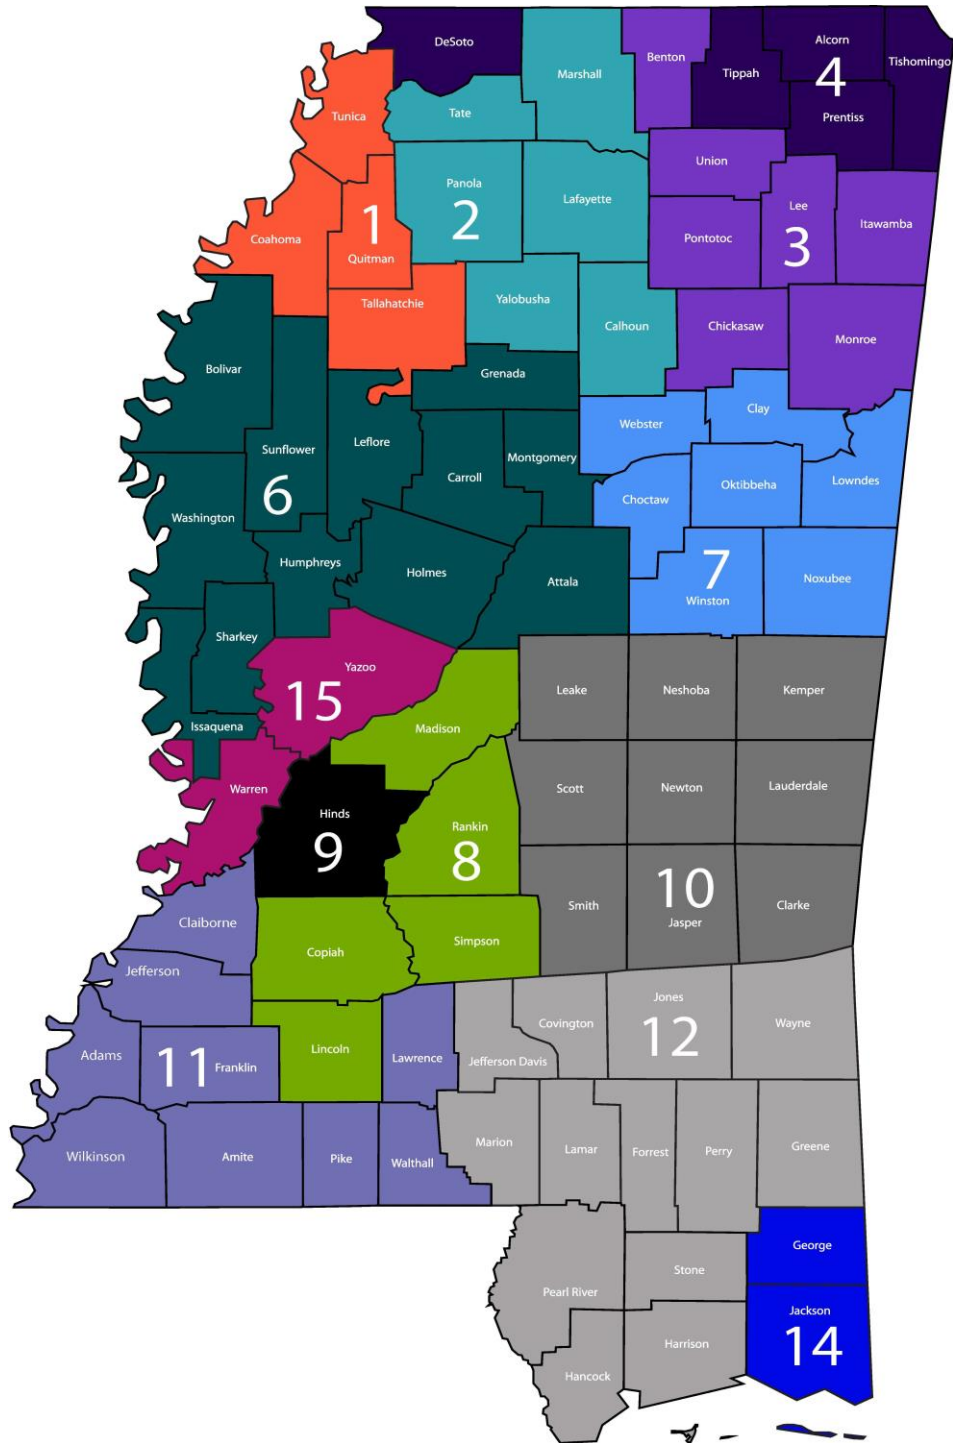 DeSoto
Marshall
Benton
Tippah
Alcorn
4
Tishomingo
Prentiss
Tunica
Tate
Union
Panola
2
Lafayette
Lee
3
Itawamba
Pontotoc
Coahoma
1
Quitman
Tallahatchie
Yalobusha
Calhoun
Chickasaw
Monroe
Bolivar
Grenada
Sunflower
6
Leflore
Webster
Clay
Carroll
Montgomery
Choctaw
Oktibbeha
Lowndes
Washington
Humphreys
Holmes
Attala
7
Winston
Noxubee
Sharkey
Yazoo
15
Issaquena
Leake
Neshoba
Kemper
Madison
Warren
Scott
Newton
Lauderdale
Hinds
9
Rankin
8
Smith
10
Jasper
Clarke
Claiborne
Copiah
Simpson
Jefferson
Jones
12
Covington
Wayne
Adams
11
Franklin
Lincoln
Lawrence
Jefferson Davis
Wilkinson
Amite
Pike
Walthall
Marion
Lamar
Forrest
Perry
Greene
George
Stone
Pearl River
Jackson
14
Harrison
Hancock